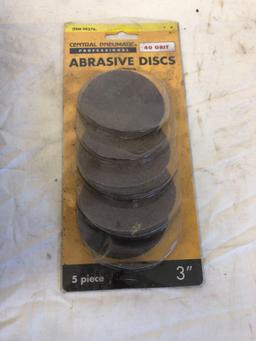 CENTRAL PNEUMATIC
PROFESSIONAL
40 GRIT
ABRASIVE DISCS
5 piece
3"